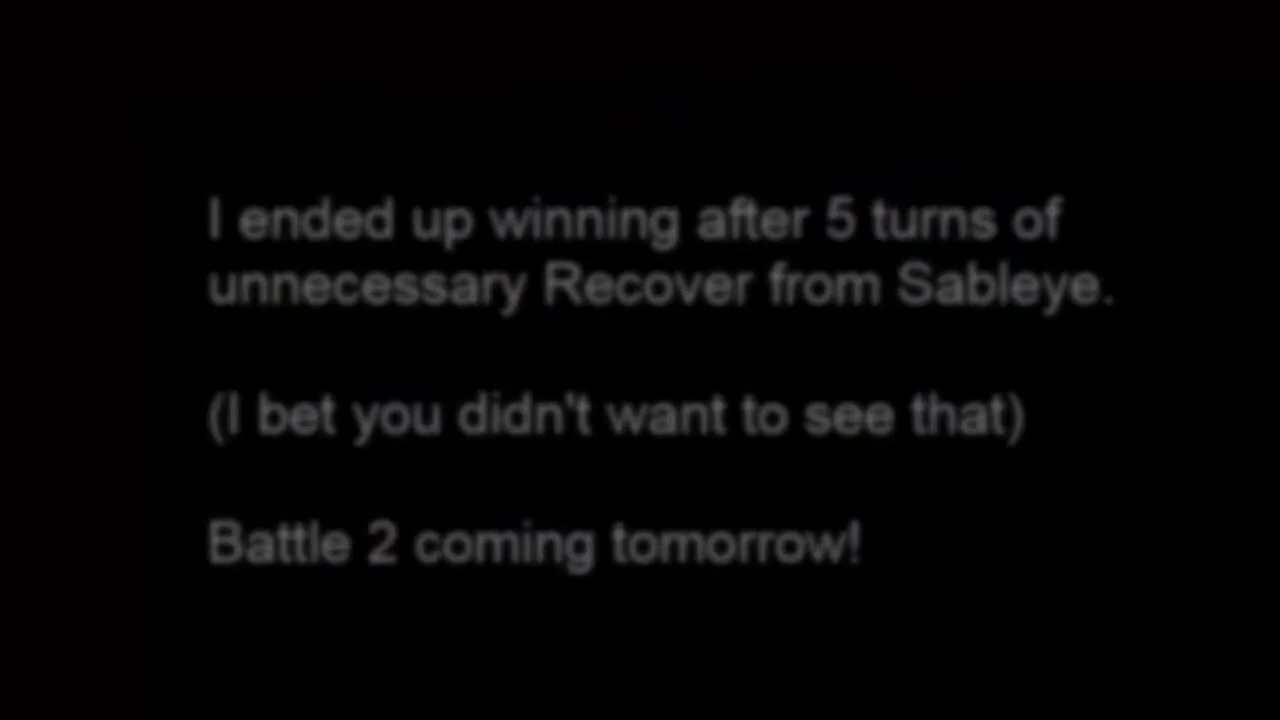 I ended up winning after 5 turns of
unnecessary Recover from Sableye.
(I bet you didn't want to see that)
Battle 2 coming tomorrow!